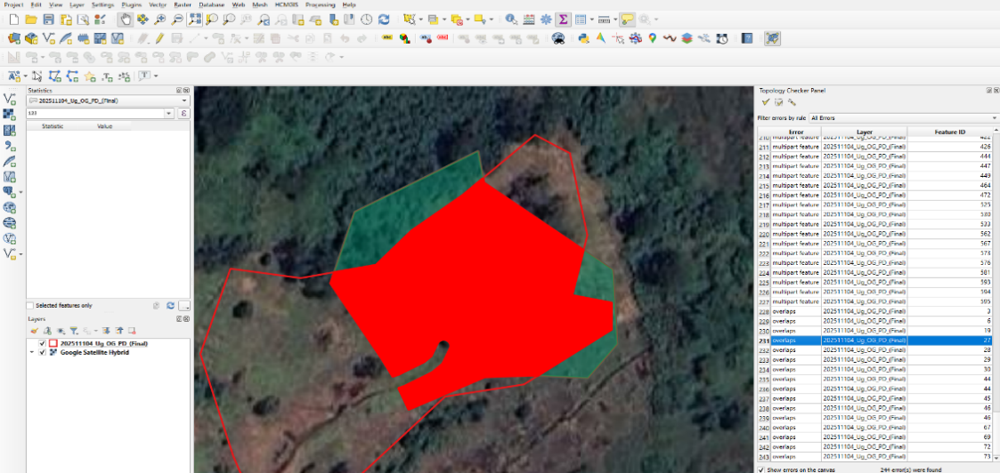 Project Edit View Layer Settings Plugins Vector Raster Database Web Mesh HCMGIS Processing Help
Statistics
202511104_Ug_OG_PD_(Final)
123
ε
Statistic Value
Selected features only
Layers
202511104_Ug_OG_PD_(Final)
Google Satellite Hybrid
Topology Checker Panel
Filter errors by rule All Errors
Error Layer Feature ID
210 multipart feature 202511104_Ug_OG_PD_(Final) 422
211 multipart feature 202511104_Ug_OG_PD_(Final) 426
212 multipart feature 202511104_Ug_OG_PD_(Final) 444
213 multipart feature 202511104_Ug_OG_PD_(Final) 447
214 multipart feature 202511104_Ug_OG_PD_(Final) 449
215 multipart feature 202511104_Ug_OG_PD_(Final) 464
216 multipart feature 202511104_Ug_OG_PD_(Final) 472
217 multipart feature 202511104_Ug_OG_PD_(Final) 525
218 multipart feature 202511104_Ug_OG_PD_(Final) 530
219 multipart feature 202511104_Ug_OG_PD_(Final) 533
220 multipart feature 202511104_Ug_OG_PD_(Final) 562
221 multipart feature 202511104_Ug_OG_PD_(Final) 567
222 multipart feature 202511104_Ug_OG_PD_(Final) 573
223 multipart feature 202511104_Ug_OG_PD_(Final) 576
224 multipart feature 202511104_Ug_OG_PD_(Final) 581
225 multipart feature 202511104_Ug_OG_PD_(Final) 593
226 multipart feature 202511104_Ug_OG_PD_(Final) 594
227 multipart feature 202511104_Ug_OG_PD_(Final) 595
228 overlaps 202511104_Ug_OG_PD_(Final) 3
229 overlaps 202511104_Ug_OG_PD_(Final) 6
230 overlaps 202511104_Ug_OG_PD_(Final) 19
231 overlaps 202511104_Ug_OG_PD_(Final) 27
232 overlaps 202511104_Ug_OG_PD_(Final) 28
233 overlaps 202511104_Ug_OG_PD_(Final) 29
234 overlaps 202511104_Ug_OG_PD_(Final) 30
235 overlaps 202511104_Ug_OG_PD_(Final) 44
236 overlaps 202511104_Ug_OG_PD_(Final) 44
237 overlaps 202511104_Ug_OG_PD_(Final) 45
238 overlaps 202511104_Ug_OG_PD_(Final) 46
239 overlaps 202511104_Ug_OG_PD_(Final) 46
240 overlaps 202511104_Ug_OG_PD_(Final) 67
241 overlaps 202511104_Ug_OG_PD_(Final) 69
242 overlaps 202511104_Ug_OG_PD_(Final) 72
243 overlaps 202511104_Ug_OG_PD_(Final) 73
Show errors on the canvas 244 error(s) were found